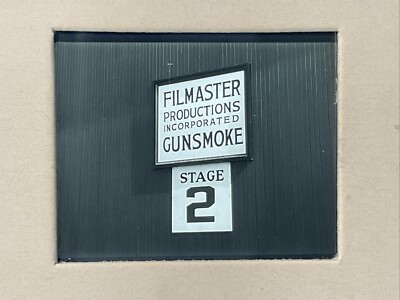 FILMASTER
PRODUCTIONS
INCORPORATED
GUNSMOKE
STAGE
2